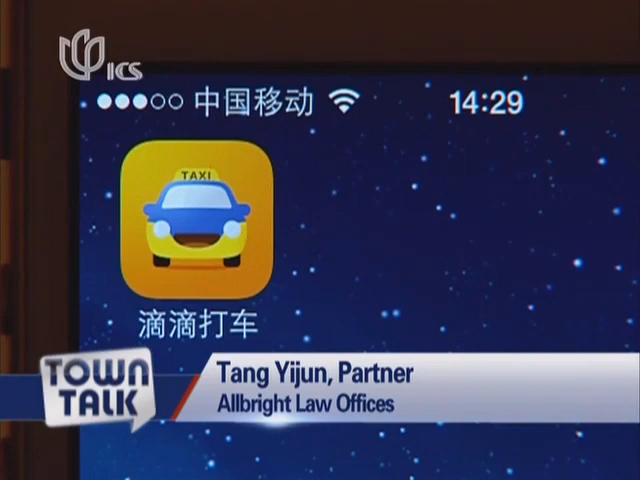 ICS
中国移动 14:29
TAXI
滴滴打车
TOWN TALK
Tang Yijun, Partner
Allbright Law Offices